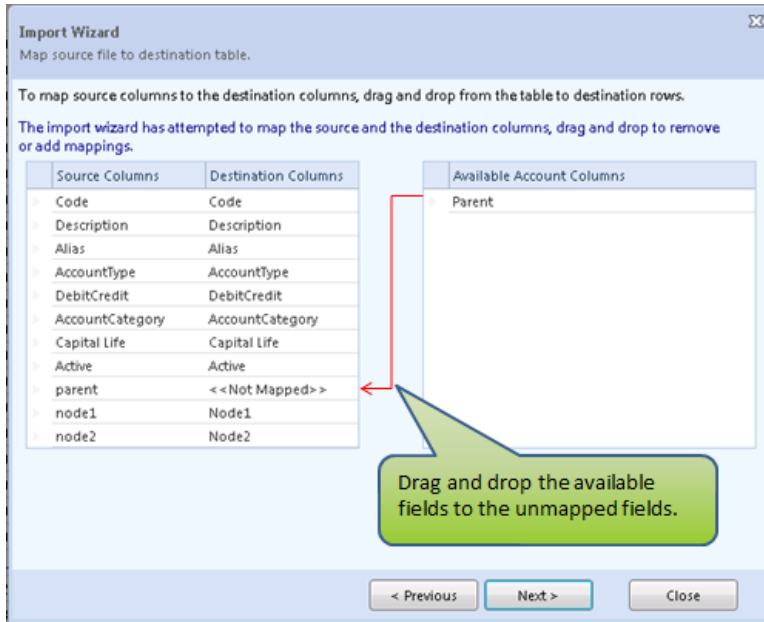 Import Wizard
Map source file to destination table.
To map source columns to the destination columns, drag and drop from the table to destination rows.
The import wizard has attempted to map the source and the destination columns, drag and drop to remove
or add mappings.
Source Columns Destination Columns
Code Code
Description Description
Alias Alias
AccountType AccountType
DebitCredit DebitCredit
AccountCategory AccountCategory
Capital Life Capital Life
Active Active
parent <<Not Mapped>>
node1 Node1
node2 Node2
Available Account Columns
Parent
Drag and drop the available
fields to the unmapped fields.
< Previous Next > Close